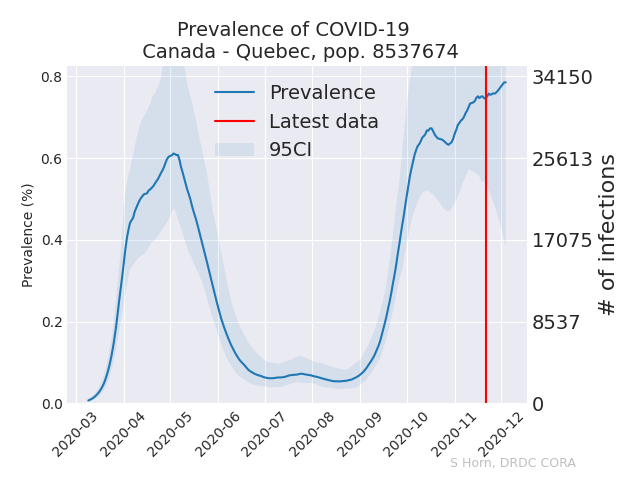 Prevalence of COVID-19
Canada - Quebec, pop. 8537674
Prevalence
Latest data
95CI
Prevalence (%)
0.8
0.6
0.4
0.2
0.0
34150
25613
17075
8537
0
# of infections
2020-03
2020-04
2020-05
2020-06
2020-07
2020-08
2020-09
2020-10
2020-11
2020-12
S Horn, DRDC CORA